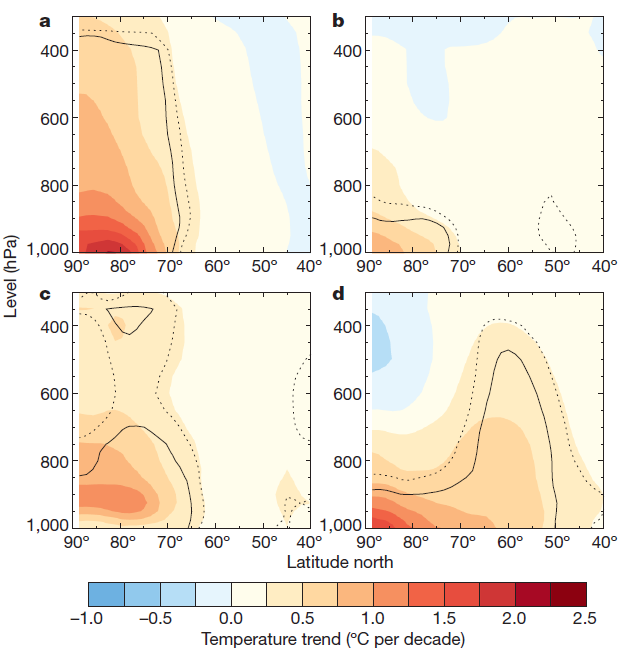 a
b
400
600
800
1,000
90° 80° 70° 60° 50° 40°
400
600
800
1,000
90° 80° 70° 60° 50° 40°
Level (hPa)
c
d
400
600
800
1,000
90° 80° 70° 60° 50° 40°
400
600
800
1,000
90° 80° 70° 60° 50° 40°
Latitude north
−1.0 −0.5 0.0 0.5 1.0 1.5 2.0 2.5
Temperature trend (°C per decade)